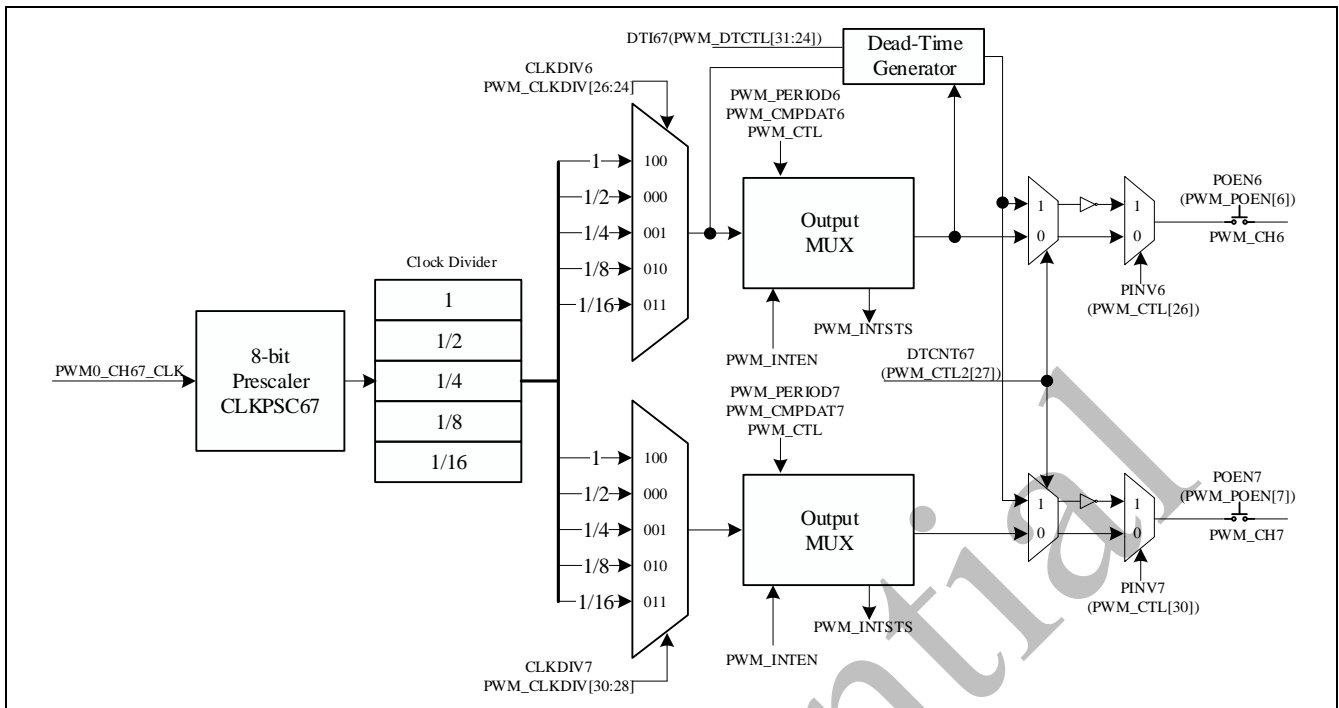 DTI67(PWM_DTCTL[31:24])
Dead-Time
Generator
CLKDIV6
PWM_CLKDIV[26:24]
PWM_PERIOD6
PWM_CMPDAT6
PWM_CTL
1
100
1/2
000
1/4
001
1/8
010
1/16
011
Output
MUX
1
0
1
0
POEN6
(PWM_POEN[6])
PWM_CH6
PINV6
(PWM_CTL[26])
PWM_INTSTS
PWM_INTEN
Clock Divider
1
1/2
1/4
1/8
1/16
PWM0_CH67_CLK
8-bit
Prescaler
CLKPSC67
DTCNT67
(PWM_CTL2[27])
PWM_PERIOD7
PWM_CMPDAT7
PWM_CTL
1
100
1/2
000
1/4
001
1/8
010
1/16
011
Output
MUX
1
0
1
0
POEN7
(PWM_POEN[7])
PWM_CH7
PINV7
(PWM_CTL[30])
PWM_INTSTS
PWM_INTEN
CLKDIV7
PWM_CLKDIV[30:28]
ntial